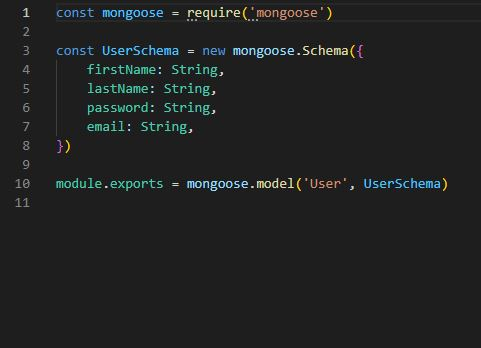 1 const mongoose = require('mongoose')
2
3 const UserSchema = new mongoose.Schema({
4     firstName: String,
5     lastName: String,
6     password: String,
7     email: String,
8 })
9
10 module.exports = mongoose.model('User', UserSchema)
11